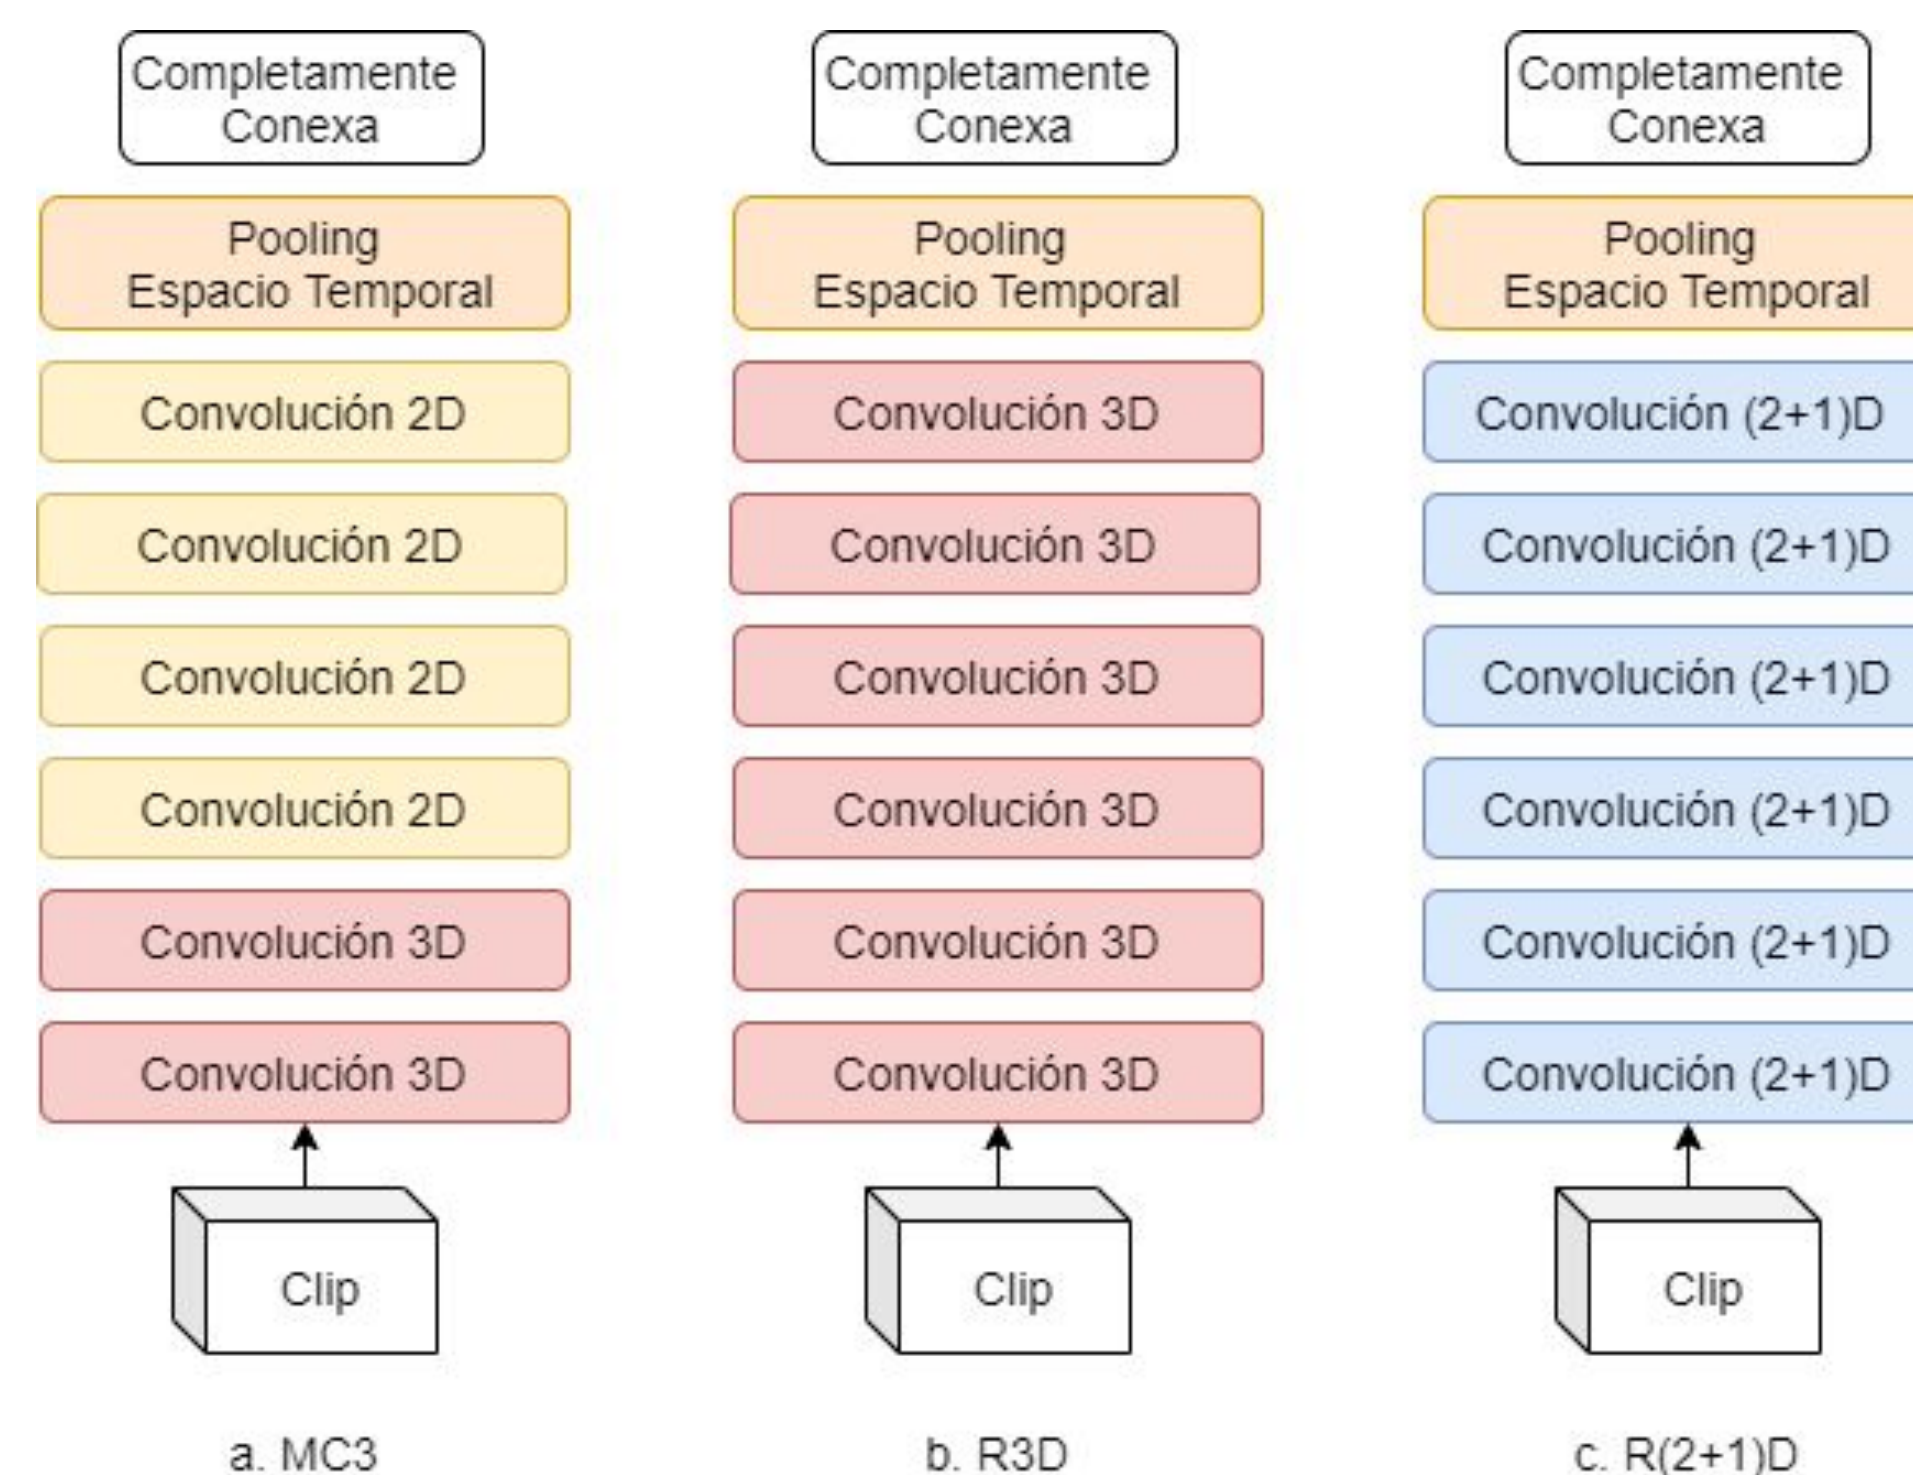 Completamente
Conexa
Pooling
Espacio Temporal
Convolución 2D
Convolución 2D
Convolución 2D
Convolución 2D
Convolución 3D
Convolución 3D
Clip
a. MC3
Completamente
Conexa
Pooling
Espacio Temporal
Convolución 3D
Convolución 3D
Convolución 3D
Convolución 3D
Convolución 3D
Convolución 3D
Clip
b. R3D
Completamente
Conexa
Pooling
Espacio Temporal
Convolución (2+1)D
Convolución (2+1)D
Convolución (2+1)D
Convolución (2+1)D
Convolución (2+1)D
Convolución (2+1)D
Clip
c. R(2+1)D